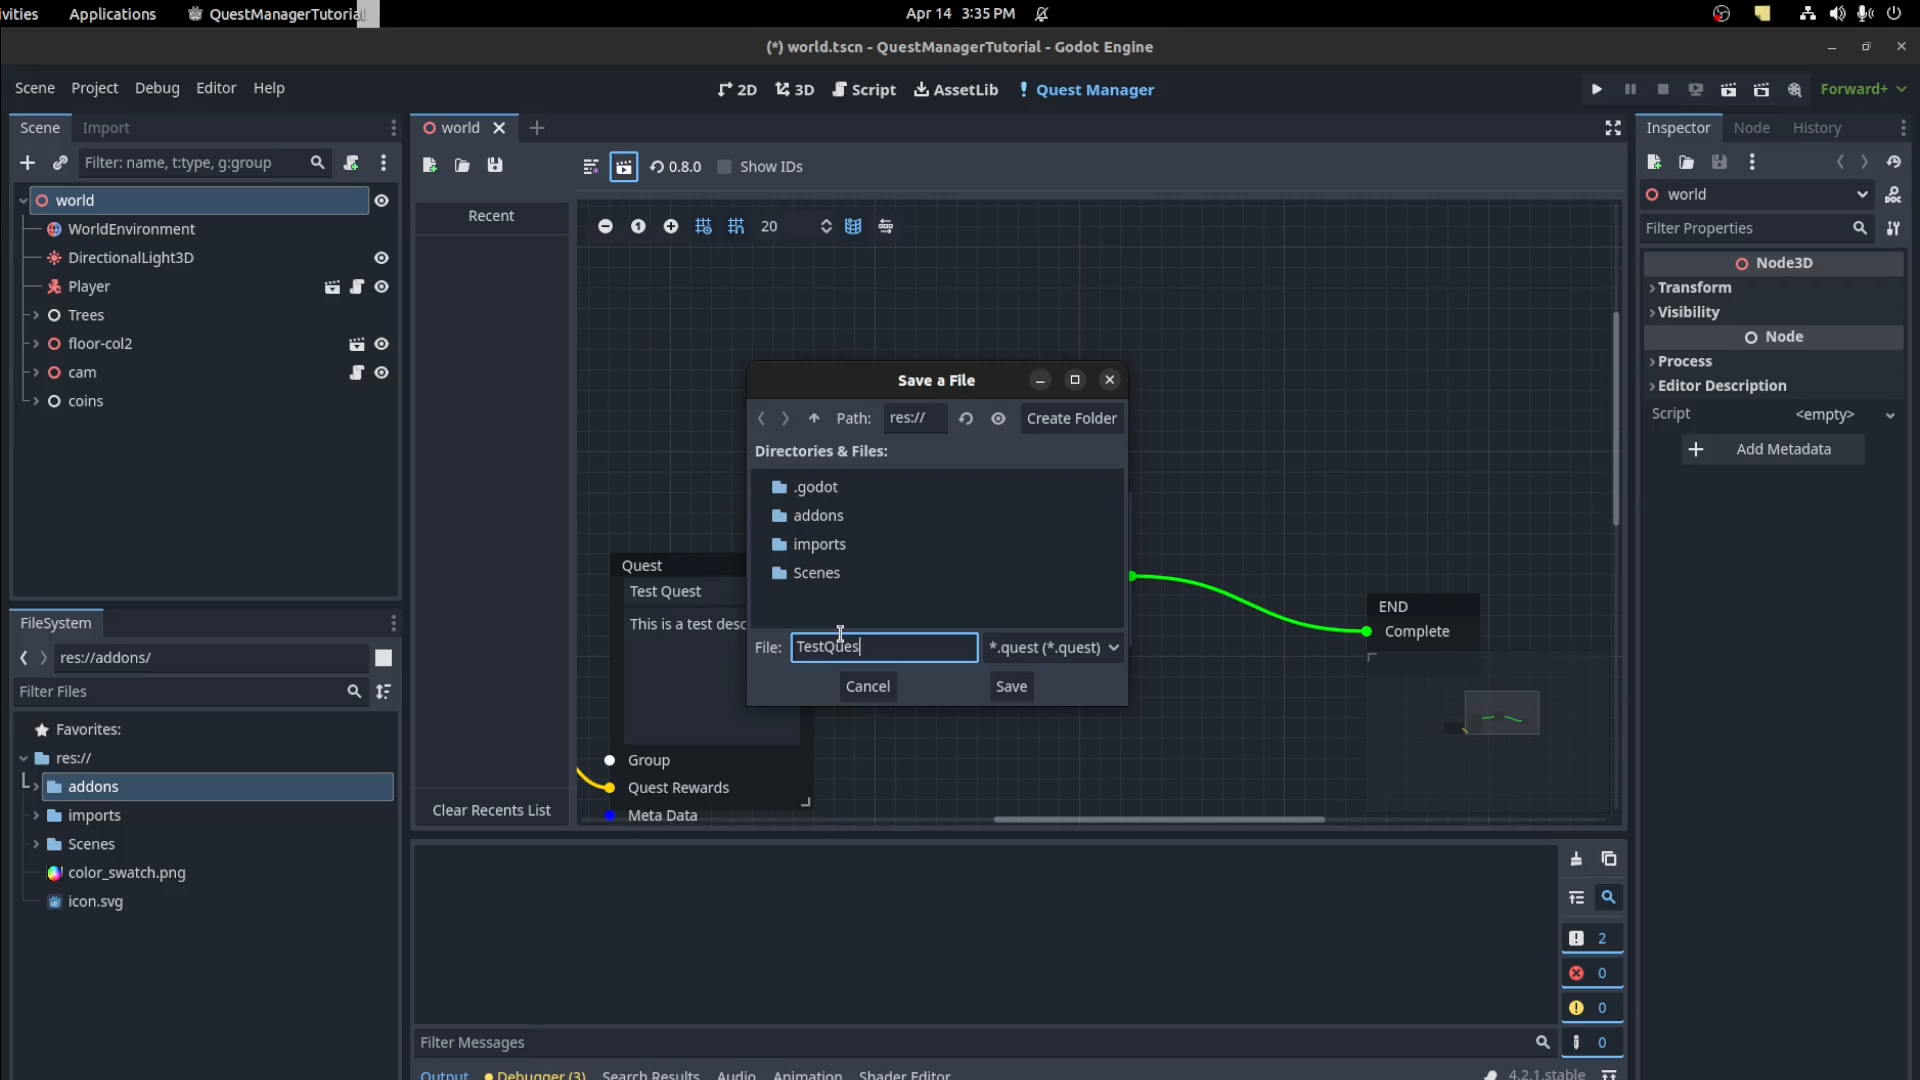 vities Applications QuestManagerTutorial Apr 14 3:35 PM
(*) world.tscn - QuestManagerTutorial - Godot Engine
Scene Project Debug Editor Help 2D 3D Script AssetLib Quest Manager Forward+
Scene Import world Inspector Node History
Filter: name, t:type, g:group 0.8.0 Show IDs
world Recent world
WorldEnvironment 20 Filter Properties
DirectionalLight3D Node3D
Player Transform
Trees Visibility
floor-col2 Node
cam Process
coins Editor Description
Script <empty>
Add Metadata
Save a File
Path: res:// Create Folder
Directories & Files:
.godot
addons
imports
Scenes
File: TestQues *.quest (*.quest)
Cancel Save
Quest
Test Quest
This is a test desc
Group
Quest Rewards
Meta Data
END
Complete
Clear Recents List
FileSystem
res://addons/
Filter Files
Favorites:
res://
addons
imports
Scenes
color_swatch.png
icon.svg
2
0
0
0
Filter Messages
Output Debugger (3) Search Results Audio Animation Shader Editor 4.2.1.stable